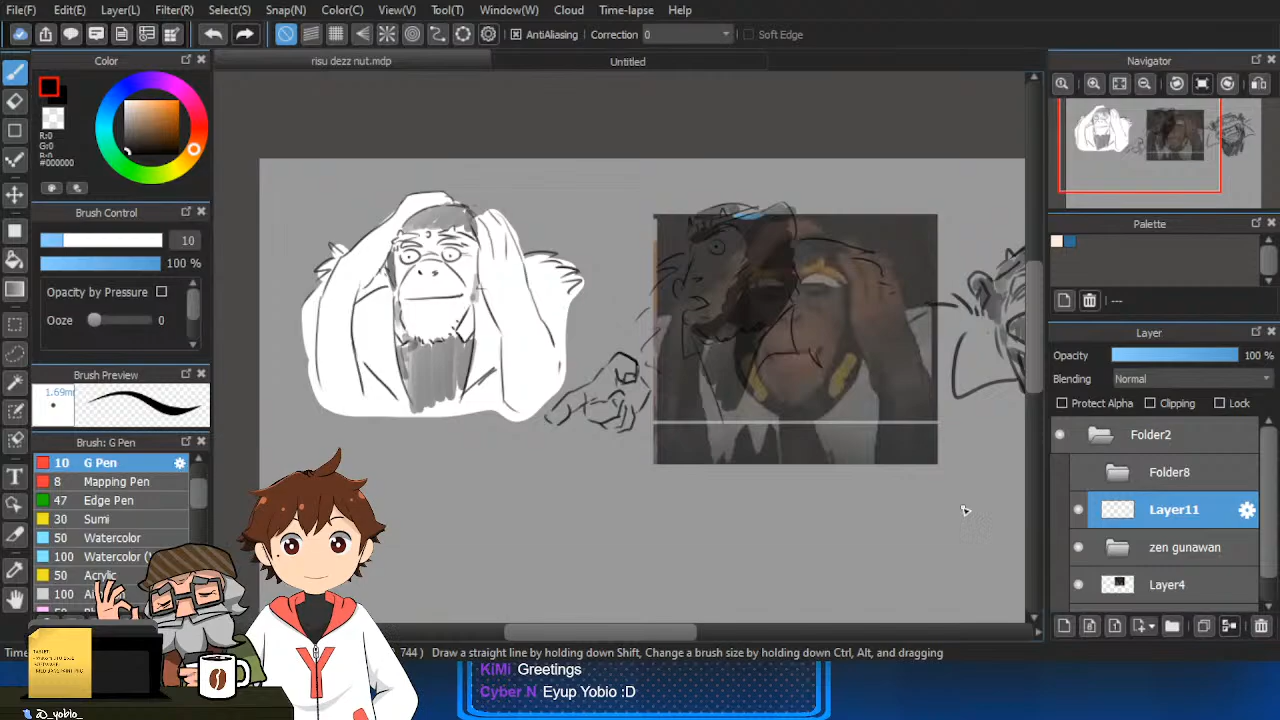 File(F) Edit(E) Layer(L) Filter(R) Select(S) Snap(N) Color(C) View(V) Tool(T) Window(W) Cloud Time-lapse Help
AntiAliasing Correction 0 Soft Edge
Color
risu dezz nut.mdp
Untitled
Navigator
R:0
G:0
#000000
Brush Control
10
100 %
Opacity by Pressure
Ooze 0
Brush Preview
Brush: G Pen
10 G Pen
8 Mapping Pen
47 Edge Pen
30 Sumi
50 Watercolor
100 Watercolor (
50 Acrylic
100
Palette
---
Layer
Opacity 100 %
Blending Normal
Protect Alpha Clipping Lock
Folder2
Folder8
Layer11
zen gunawan
Layer4
744 ) Draw a straight line by holding down Shift, Change a brush size by holding down Ctrl, Alt, and dragging
KiMi Greetings
Cyber N Eyup Yobio :D